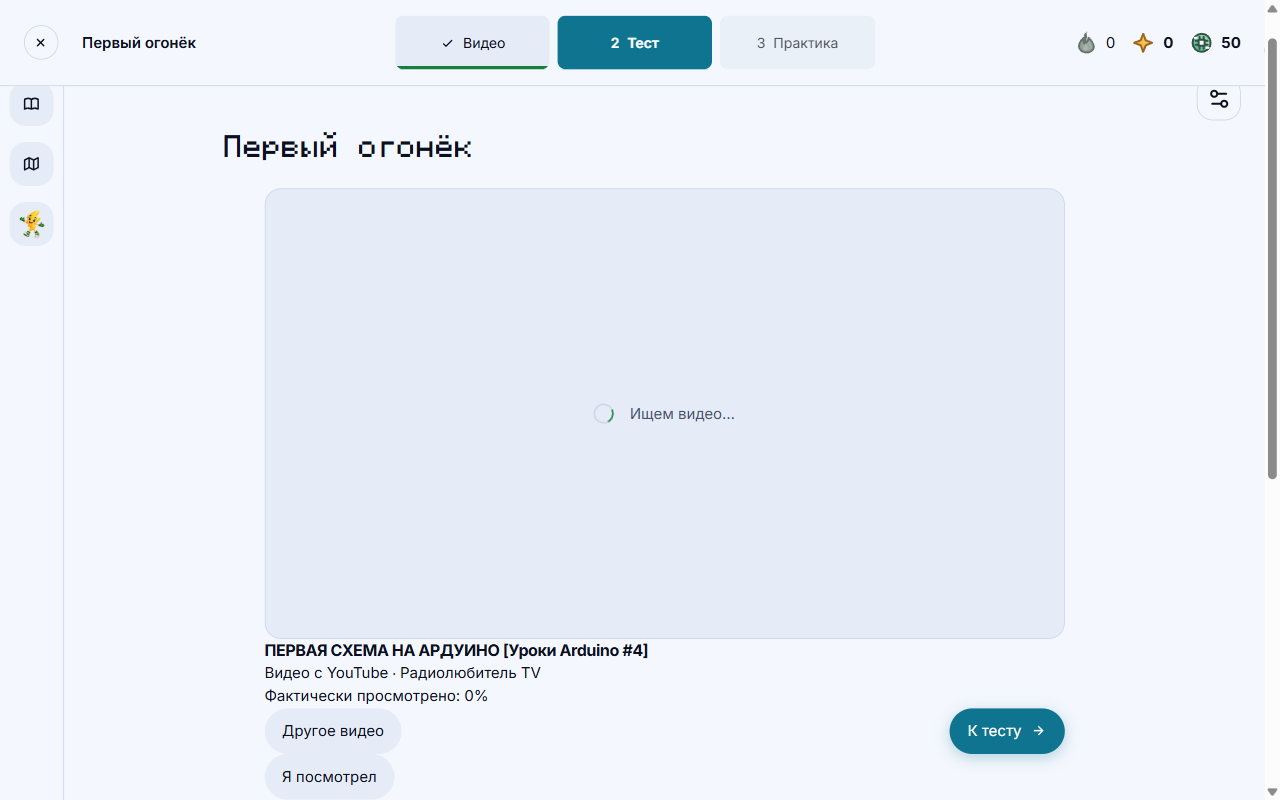 Первый огонёк
Видео
2 Тест
3 Практика
0
0
50
Первый огонёк
Ищем видео...
ПЕРВАЯ СХЕМА НА АРДУИНО [Уроки Arduino #4]
Видео с YouTube · Радиолюбитель TV
Фактически просмотрено: 0%
Другое видео
К тесту →
Я посмотрел